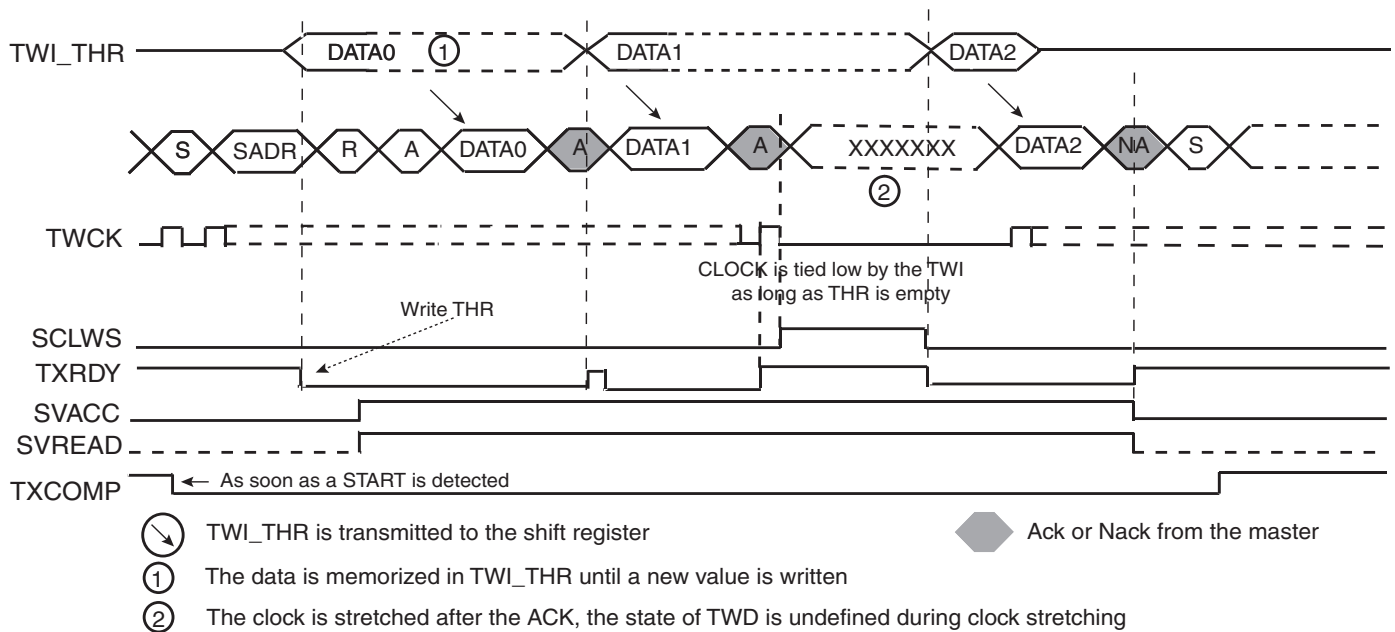 TWI_THR DATA0 1 DATA1 DATA2
S SADR R A DATA0 A DATA1 A XXXXXXX DATA2 NA S
2
TWCK
CLOCK is tied low by the TWI
as long as THR is empty
Write THR
SCLWS
TXRDY
SVACC
SVREAD
TXCOMP As soon as a START is detected
TWI_THR is transmitted to the shift register Ack or Nack from the master
1 The data is memorized in TWI_THR until a new value is written
2 The clock is stretched after the ACK, the state of TWD is undefined during clock stretching